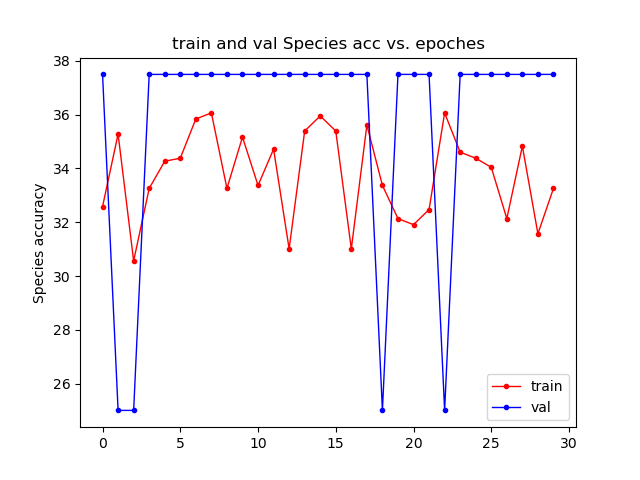 train and val Species acc vs. epoches
Species accuracy
38
36
34
32
30
28
26
0 5 10 15 20 25 30
train
val